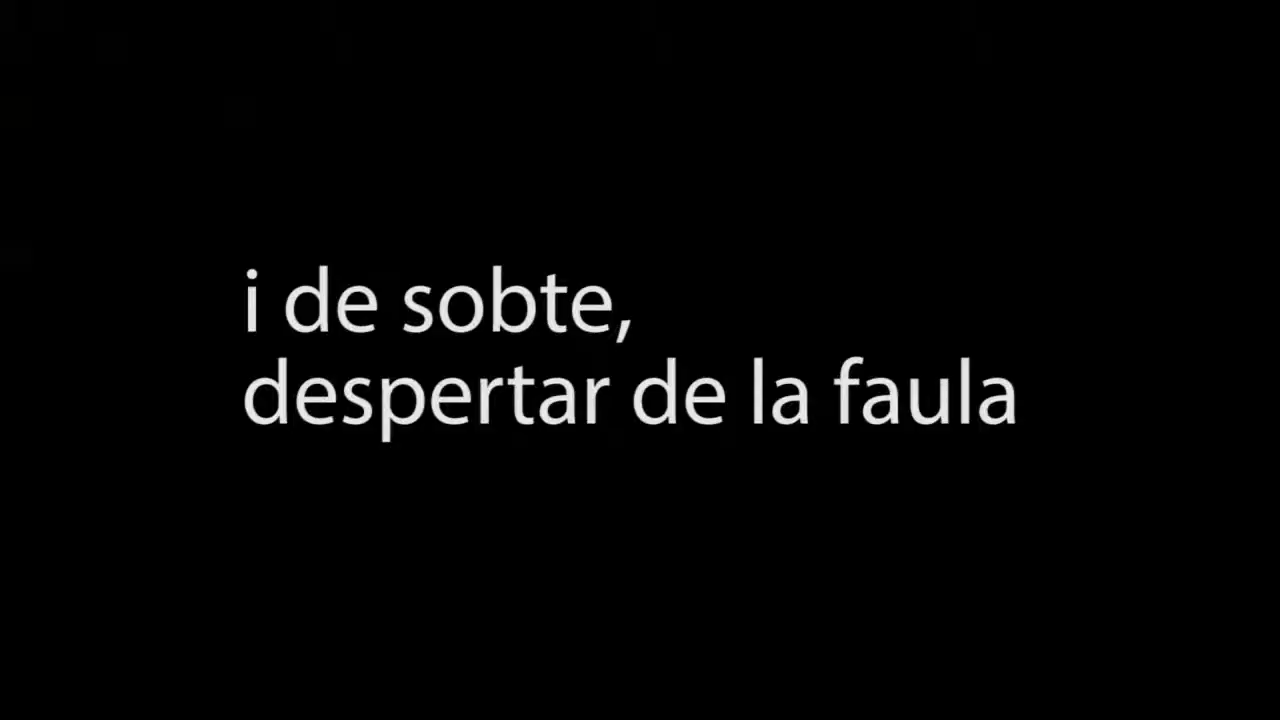 i de sobte,
despertar de la faula